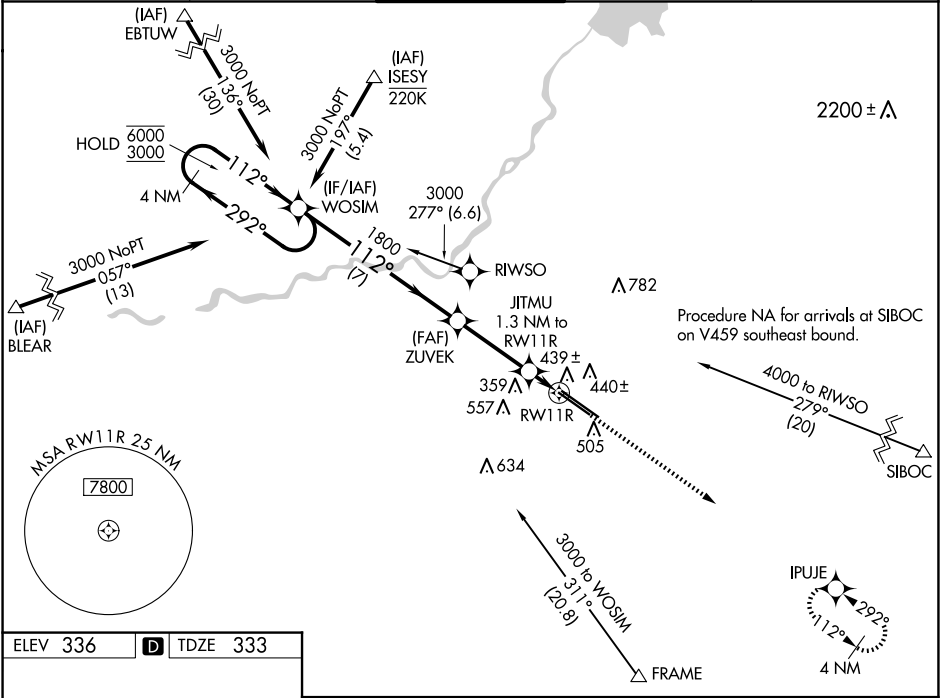 (IAF)
EBTUW
3000 NoPT
136°
(30)
(IAF)
ISESY
220K
3000 NoPT
197°
(5.4)
2200 ±
HOLD 6000
3000
4 NM
112°
292°
(IF/IAF)
WOSIM
3000
277° (6.6)
1800
112°
(7)
RIWSO
3000 NoPT
057°
(13)
(IAF)
BLEAR
782
JITMU
1.3 NM to
RW11R
(FAF)
ZUVEK
439 ±
440 ±
359
557
RW11R
505
634
Procedure NA for arrivals at SIBOC
on V459 southeast bound.
4000 to RIWSO
279°
(20)
SIBOC
MSA RW11R 25 NM
7800
3000 to WOSIM
311°
(20.8)
FRAME
IPUJE
292°
112°
4 NM
ELEV 336 D TDZE 333